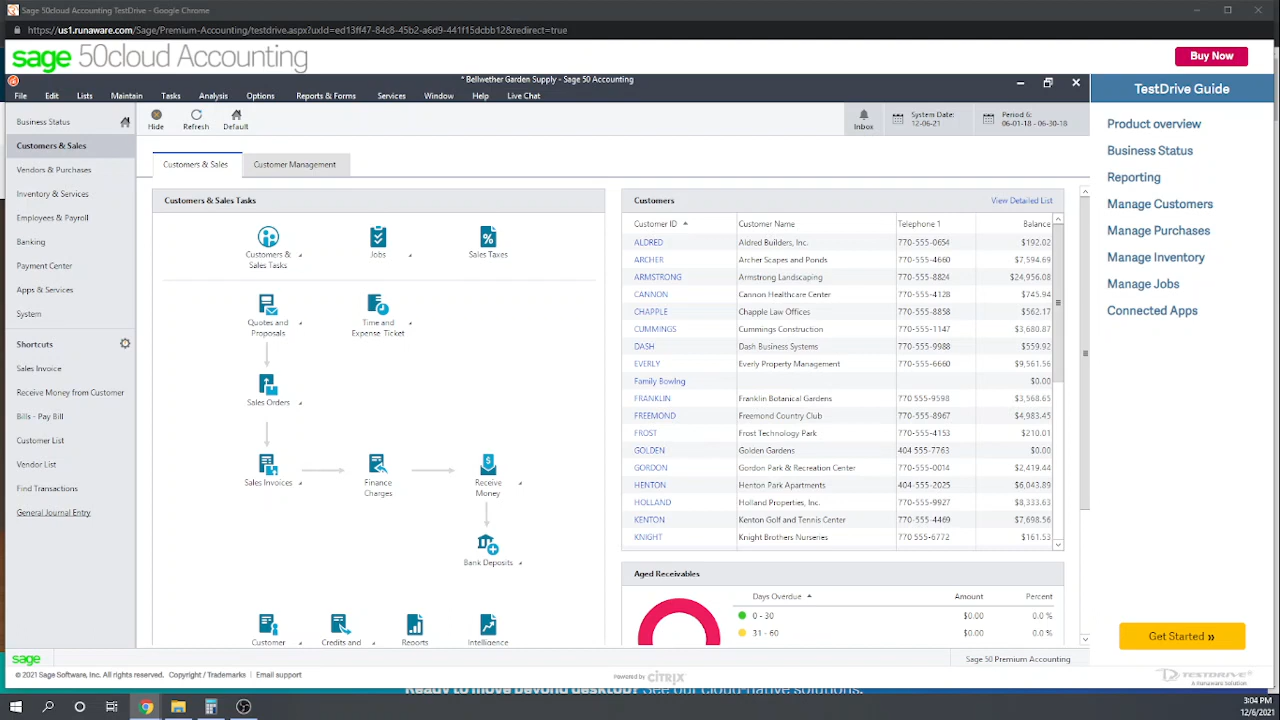 Sage 50cloud Accounting TestDrive - Google Chrome
https://us1.runaware.com/Sage/Premium-Accounting/testdrive.aspx?uxId=ed13ff47-84c8-45b2-a6d9-441f15dcbb12&redirect=true
sage 50cloud Accounting
Buy Now
* Bellwether Garden Supply - Sage 50 Accounting
File Edit Lists Maintain Tasks Analysis Options Reports & Forms Services Window Help Live Chat
Business Status
Customers & Sales
Vendors & Purchases
Inventory & Services
Employees & Payroll
Banking
Payment Center
Apps & Services
System
Shortcuts
Sales Invoice
Receive Money from Customer
Bills - Pay Bill
Customer List
Vendor List
Find Transactions
General Journal Entry
Hide Refresh Default
Inbox
System Date:
12-06-21
Period 6:
06-01-18 - 06-30-18
Customers & Sales Customer Management
Customers & Sales Tasks
Customers &
Sales Tasks
Jobs
Sales Taxes
Quotes and
Proposals
Time and
Expense Ticket
Sales Orders
Sales Invoices
Finance
Charges
Receive
Money
Bank Deposits
Customer Credits and Reports Intelligence
Customers View Detailed List
Customer ID Customer Name Telephone 1 Balance
ALDRED Aldred Builders, Inc. 770-555-0654 $192.02
ARCHER Archer Scapes and Ponds 770-555-4660 $7,594.69
ARMSTRONG Armstrong Landscaping 770-555-8824 $24,956.08
CANNON Cannon Healthcare Center 770-555-4128 $745.94
CHAPPLE Chapple Law Offices 770-555-8858 $562.17
CUMMINGS Cummings Construction 770-555-1147 $3,680.87
DASH Dash Business Systems 770-555-9988 $559.92
EVERLY Everly Property Management 770-555-6660 $9,561.56
Family Bowlng $0.00
FRANKLIN Franklin Botanical Gardens 770 555-9598 $3,568.65
FREEMOND Freemond Country Club 770-555-8967 $4,983.45
FROST Frost Technology Park 770-555-4153 $210.01
GOLDEN Golden Gardens 404 555-7763 $0.00
GORDON Gordon Park & Recreation Center 770-555-0014 $2,419.44
HENTON Henton Park Apartments 404-555-2025 $6,043.89
HOLLAND Holland Properties, Inc. 770-555-9927 $8,333.63
KENTON Kenton Golf and Tennis Center 770-555-4469 $7,698.56
KNIGHT Knight Brothers Nurseries 770 555-6772 $161.53
Aged Receivables
Days Overdue Amount Percent
0 - 30 $0.00 0.0 %
31 - 60 $0.00 0.0 %
TestDrive Guide
Product overview
Business Status
Reporting
Manage Customers
Manage Purchases
Manage Inventory
Manage Jobs
Connected Apps
Get Started »
sage
Sage 50 Premium Accounting
© 2021 Sage Software, Inc. All rights reserved. Copyright / Trademarks Email support
Powered by CITRIX
TESTDRIVE
A runaware solution
Ready to move beyond desktop? See our cloud-native solutions.
3:04 PM
12/6/2021